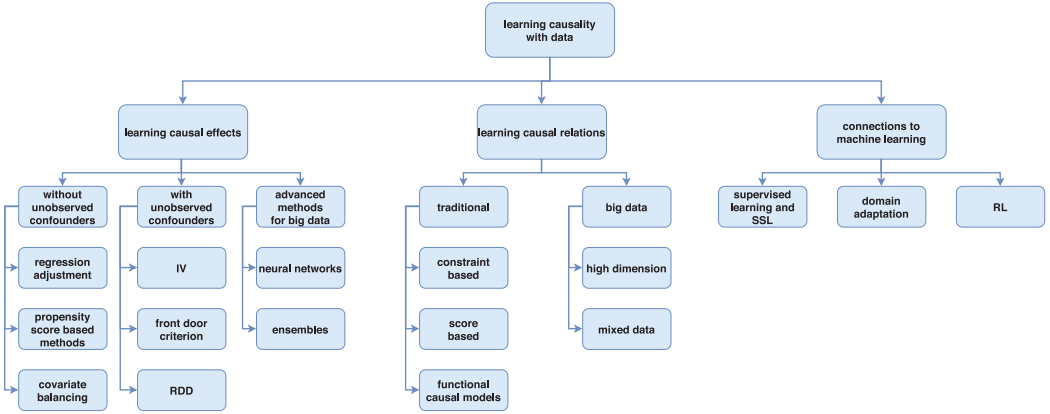 learning causality
with data
learning causal effects
learning causal relations
connections to
machine learning
without
unobserved
confounders
with
unobserved
confounders
advanced
methods
for big data
traditional
big data
supervised
learning and
SSL
domain
adaptation
RL
regression
adjustment
IV
neural networks
constraint
based
high dimension
propensity
score based
methods
front door
criterion
ensembles
score
based
mixed data
covariate
balancing
RDD
functional
causal models